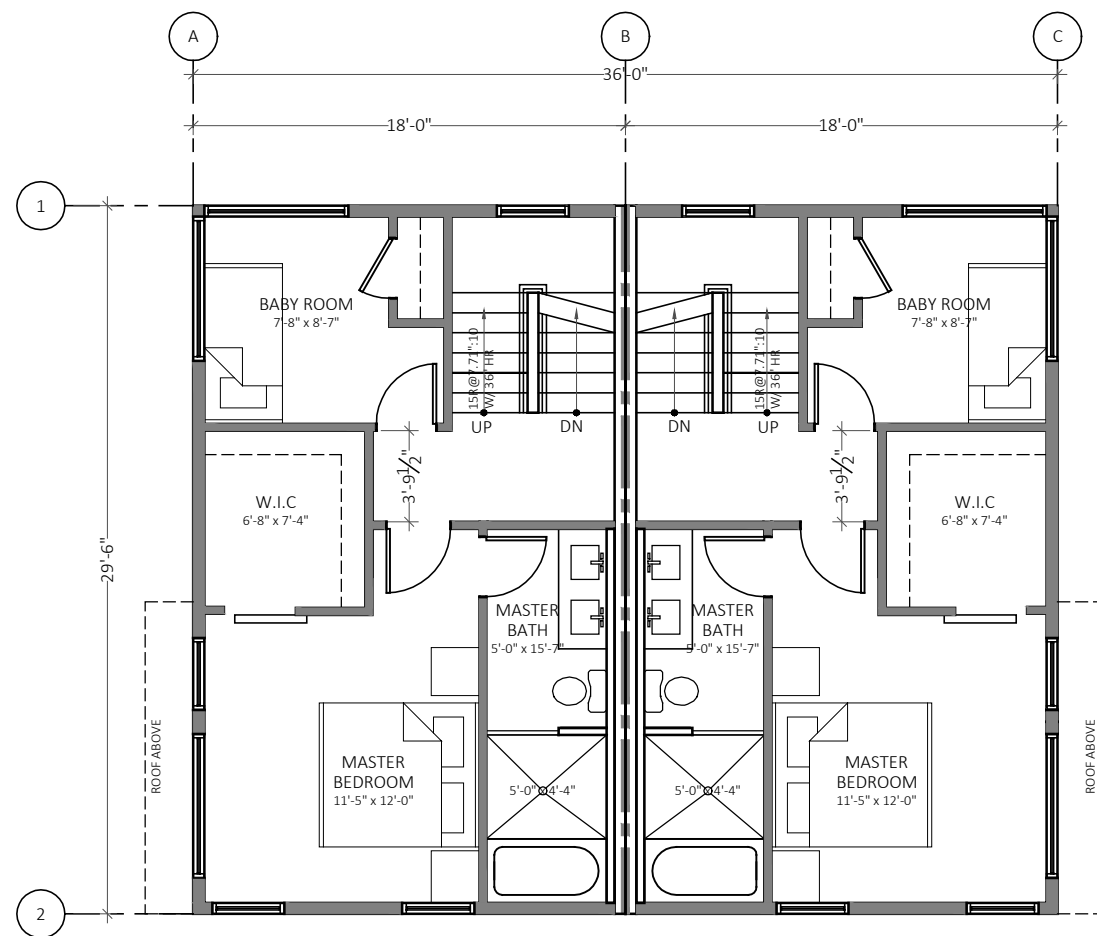 A
B
C
36'-0"
18'-0"
18'-0"
1
BABY ROOM
7'-8" x 8'-7"
BABY ROOM
7'-8" x 8'-7"
15R@7.71":10
W/ 36" HR
15R@7.71":10
W/ 36" HR
UP
DN
DN
UP
3'-9½"
3'-9½"
W.I.C
6'-8" x 7'-4"
W.I.C
6'-8" x 7'-4"
29'-6"
MASTER
BATH
5'-0" x 15'-7"
MASTER
BATH
5'-0" x 15'-7"
ROOF ABOVE
MASTER
BEDROOM
11'-5" x 12'-0"
5'-0" 4'-4"
5'-0" 4'-4"
MASTER
BEDROOM
11'-5" x 12'-0"
ROOF ABOVE
2